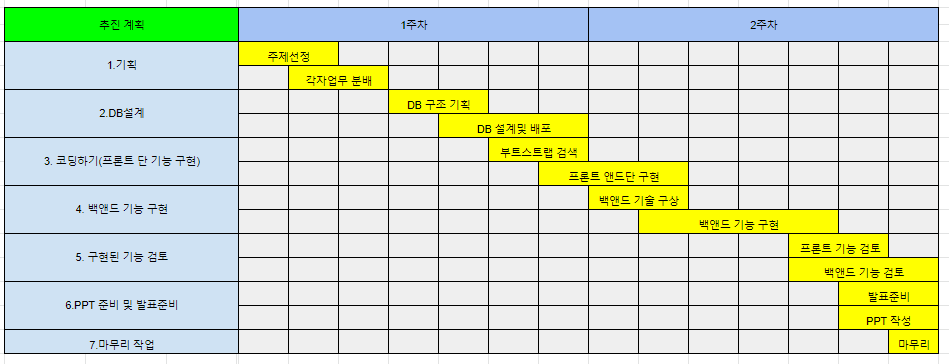 추진 계획
1주차
2주차
1.기획
주제선정
각자업무 분배
2.DB설계
DB 구조 기획
DB 설계및 배포
3. 코딩하기(프론트 단 기능 구현)
부트스트랩 검색
프론트 앤드단 구현
4. 백앤드 기능 구현
백앤드 기술 구상
백앤드 기능 구현
5. 구현된 기능 검토
프론트 기능 검토
백앤드 기능 검토
6.PPT 준비 및 발표준비
발표준비
PPT 작성
7.마무리 작업
마무리